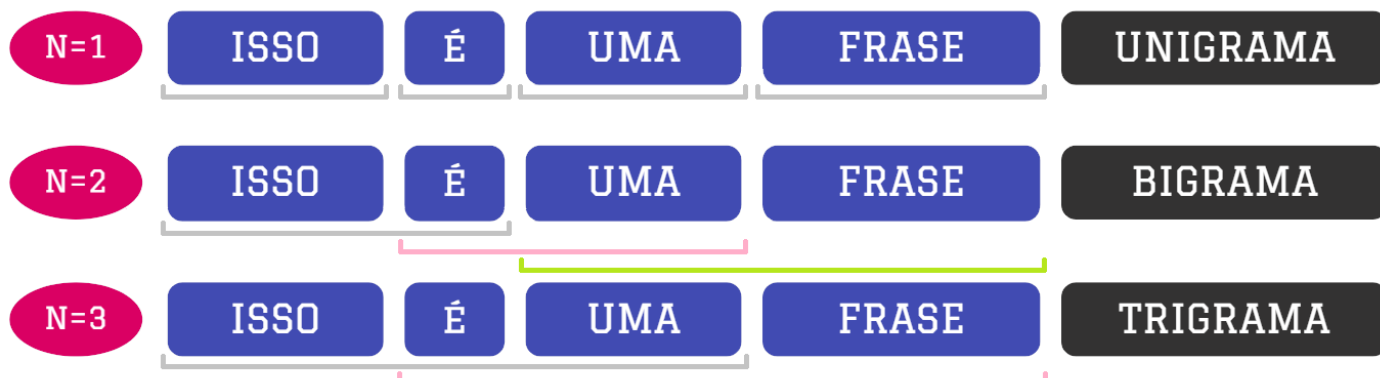 N=1 ISSO É UMA FRASE UNIGRAMA
N=2 ISSO É UMA FRASE BIGRAMA
N=3 ISSO É UMA FRASE TRIGRAMA